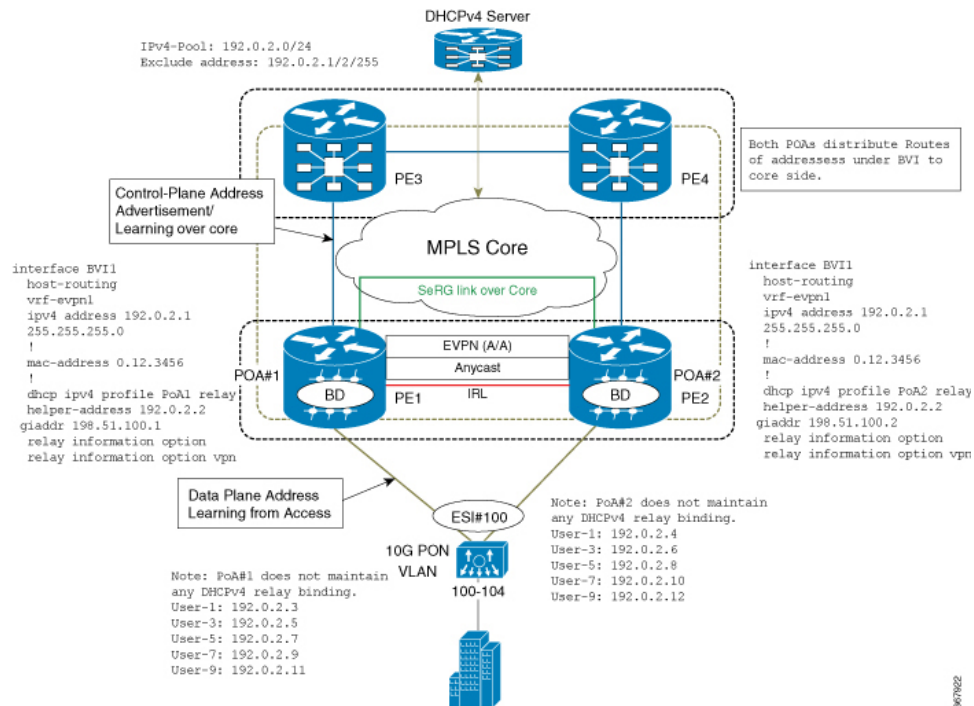 DHCPv4 Server
IPv4-Pool: 192.0.2.0/24
Exclude address: 192.0.2.1/2/255
PE3
PE4
Both POAs distribute Routes
of addressess under BVI to
core side.
Control-Plane Address
Advertisement/
Learning over core
MPLS Core
SeRG link over Core
interface BVI1
host-routing
vrf-evpn1
ipv4 address 192.0.2.1
255.255.255.0
!
mac-address 0.12.3456
!
dhcp ipv4 profile PoA1 relay
helper-address 192.0.2.2
giaddr 198.51.100.1
relay information option
relay information option vpn
interface BVI1
host-routing
vrf-evpn1
ipv4 address 192.0.2.1
255.255.255.0
!
mac-address 0.12.3456
!
dhcp ipv4 profile PoA2 relay
helper-address 192.0.2.2
giaddr 198.51.100.2
relay information option
relay information option vpn
POA#1
BD
PE1
EVPN (A/A)
Anycast
IRL
POA#2
BD
PE2
Data Plane Address
Learning from Access
ESI#100
10G PON
VLAN
100-104
Note: PoA#1 does not maintain
any DHCPv4 relay binding.
User-1: 192.0.2.3
User-3: 192.0.2.5
User-5: 192.0.2.7
User-7: 192.0.2.9
User-9: 192.0.2.11
Note: PoA#2 does not maintain
any DHCPv4 relay binding.
User-1: 192.0.2.4
User-3: 192.0.2.6
User-5: 192.0.2.8
User-7: 192.0.2.10
User-9: 192.0.2.12